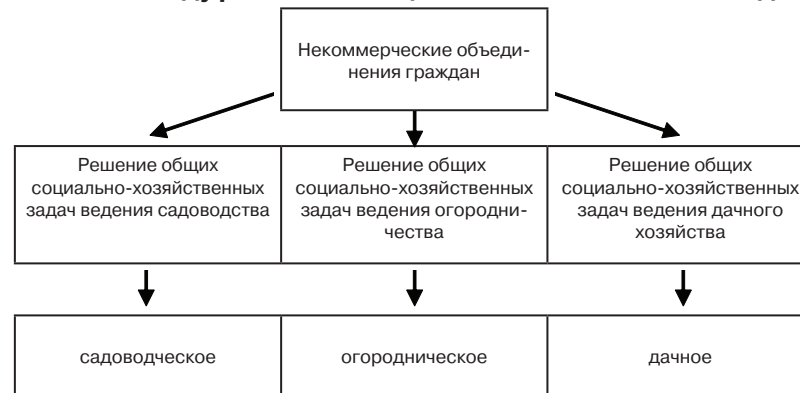 Некоммерческие объеди-
нения граждан
Решение общих
социально-хозяйственных
задач ведения садоводства
Решение общих
социально-хозяйственных
задач ведения огородни-
чества
Решение общих
социально-хозяйственных
задач ведения дачного
хозяйства
садоводческое
огородническое
дачное